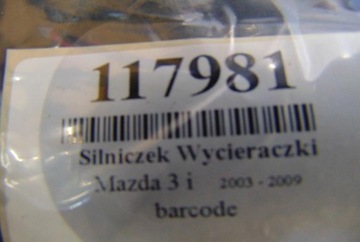 117981
Silniczek Wycieraczki
Mazda 3 i 2003 - 2009
barcode